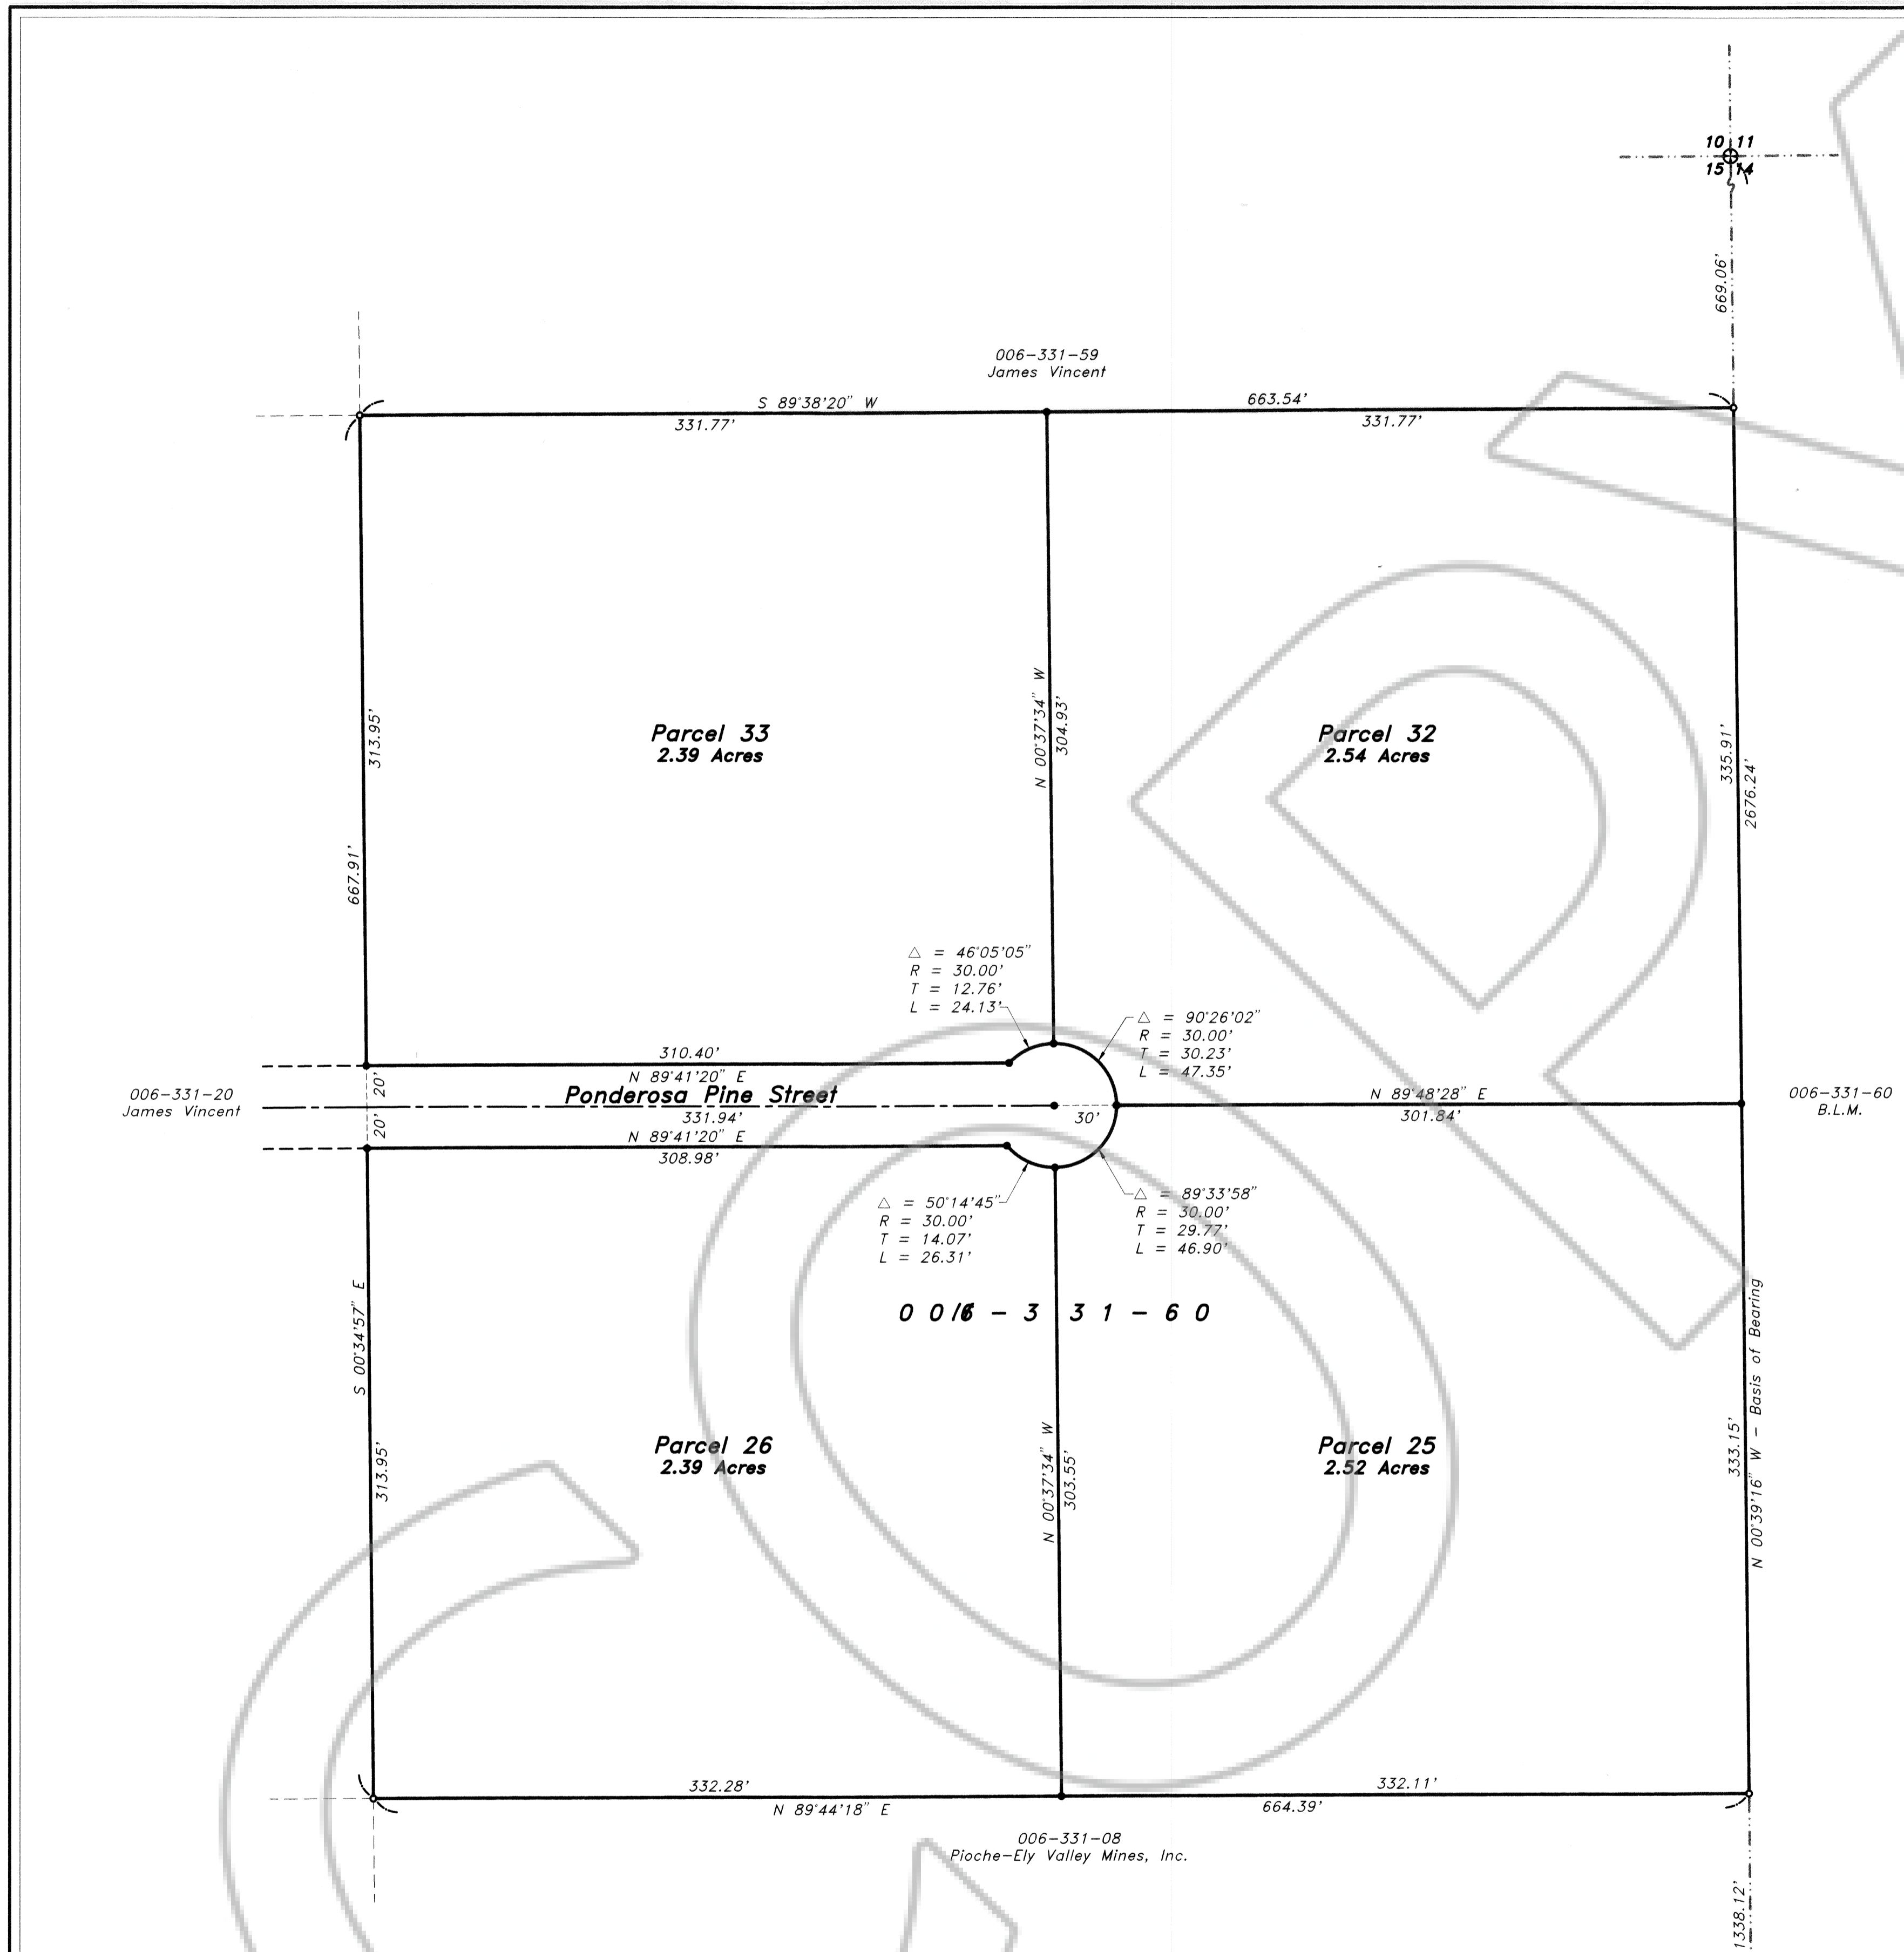 10 11
15 14
669.06'
006-331-59
James Vincent
S 89°38'20" W
663.54'
331.77'
331.77'
313.95'
667.91'
N 00°37'34" W
304.93'
335.91'
2676.24'
Parcel 33
2.39 Acres
Parcel 32
2.54 Acres
△ = 46°05'05"
R = 30.00'
T = 12.76'
L = 24.13'
△ = 90°26'02"
R = 30.00'
T = 30.23'
L = 47.35'
310.40'
N 89°41'20" E
20'
006-331-20
James Vincent
Ponderosa Pine Street
331.94'
30'
N 89°48'28" E
301.84'
006-331-60
B.L.M.
20'
N 89°41'20" E
308.98'
△ = 50°14'45"
R = 30.00'
T = 14.07'
L = 26.31'
△ = 89°33'58"
R = 30.00'
T = 29.77'
L = 46.90'
006-331-60
S 00°34'57" E
313.95'
N 00°37'34" W
303.55'
333.15'
N 00°39'16" W - Basis of Bearing
Parcel 26
2.39 Acres
Parcel 25
2.52 Acres
332.28'
N 89°44'18" E
332.11'
664.39'
006-331-08
Pioche-Ely Valley Mines, Inc.
1338.12'